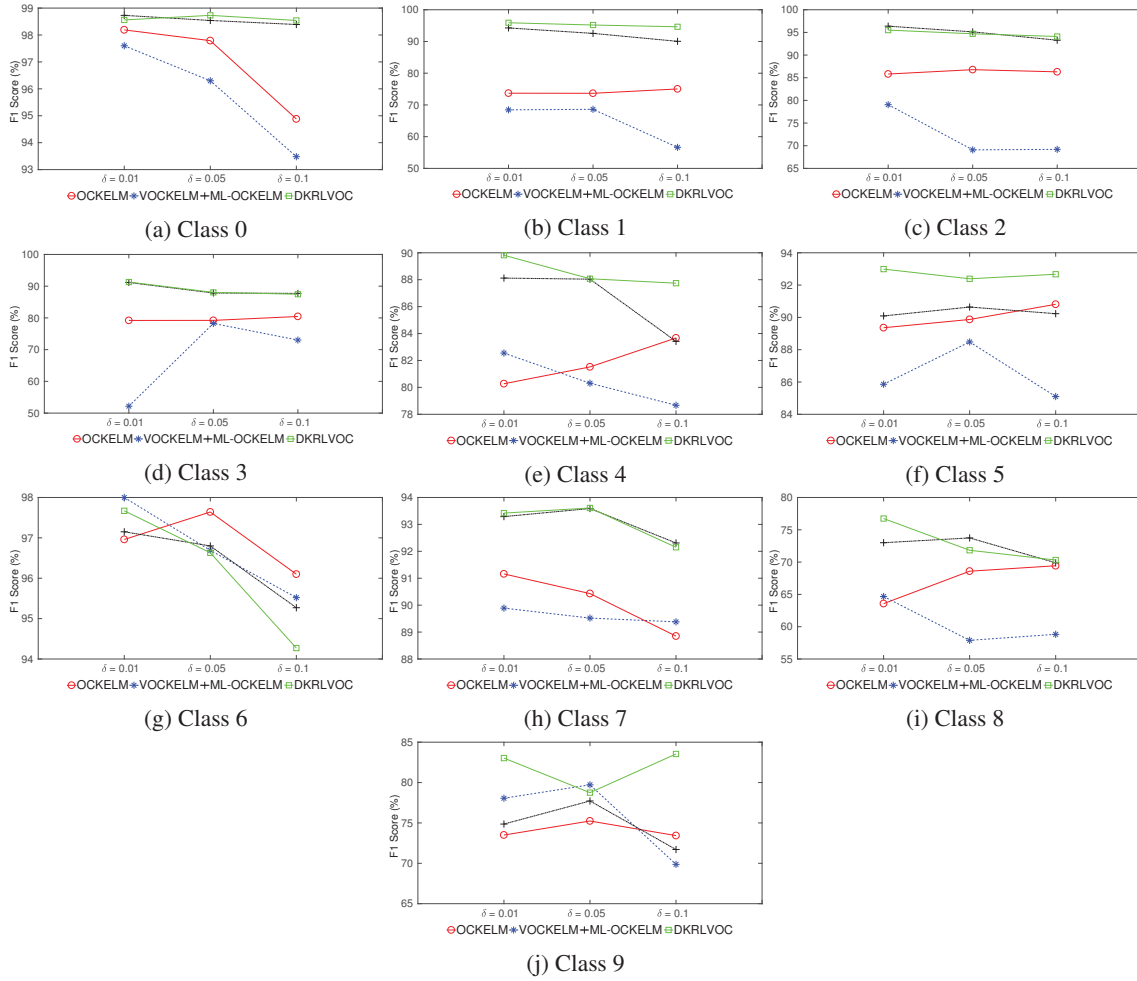 F1 Score (%)
99
98
97
96
95
94
93
δ = 0.01 δ = 0.05 δ = 0.1
OCKELM VOCKELM ML-OCKELM DKRLVOC
(a) Class 0
F1 Score (%)
100
90
80
70
60
50
δ = 0.01 δ = 0.05 δ = 0.1
OCKELM VOCKELM ML-OCKELM DKRLVOC
(b) Class 1
F1 Score (%)
100
95
90
85
80
75
70
65
δ = 0.01 δ = 0.05 δ = 0.1
OCKELM VOCKELM ML-OCKELM DKRLVOC
(c) Class 2
F1 Score (%)
100
90
80
70
60
50
δ = 0.01 δ = 0.05 δ = 0.1
OCKELM VOCKELM ML-OCKELM DKRLVOC
(d) Class 3
F1 Score (%)
90
88
86
84
82
80
78
δ = 0.01 δ = 0.05 δ = 0.1
OCKELM VOCKELM ML-OCKELM DKRLVOC
(e) Class 4
F1 Score (%)
94
92
90
88
86
84
δ = 0.01 δ = 0.05 δ = 0.1
OCKELM VOCKELM ML-OCKELM DKRLVOC
(f) Class 5
F1 Score (%)
98
97
96
95
94
δ = 0.01 δ = 0.05 δ = 0.1
OCKELM VOCKELM ML-OCKELM DKRLVOC
(g) Class 6
F1 Score (%)
94
93
92
91
90
89
88
δ = 0.01 δ = 0.05 δ = 0.1
OCKELM VOCKELM ML-OCKELM DKRLVOC
(h) Class 7
F1 Score (%)
80
75
70
65
60
55
δ = 0.01 δ = 0.05 δ = 0.1
OCKELM VOCKELM ML-OCKELM DKRLVOC
(i) Class 8
F1 Score (%)
85
80
75
70
65
δ = 0.01 δ = 0.05 δ = 0.1
OCKELM VOCKELM ML-OCKELM DKRLVOC
(j) Class 9